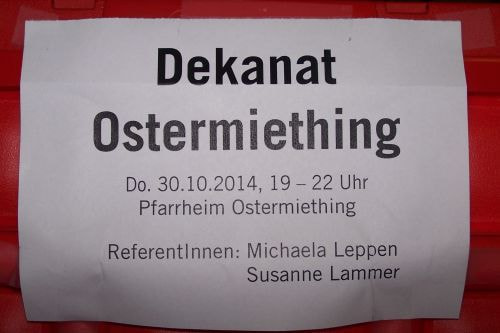 Dekanat
Ostermiething
Do. 30.10.2014, 19 – 22 Uhr
Pfarrheim Ostermiething
ReferentInnen: Michaela Leppen
Susanne Lammer